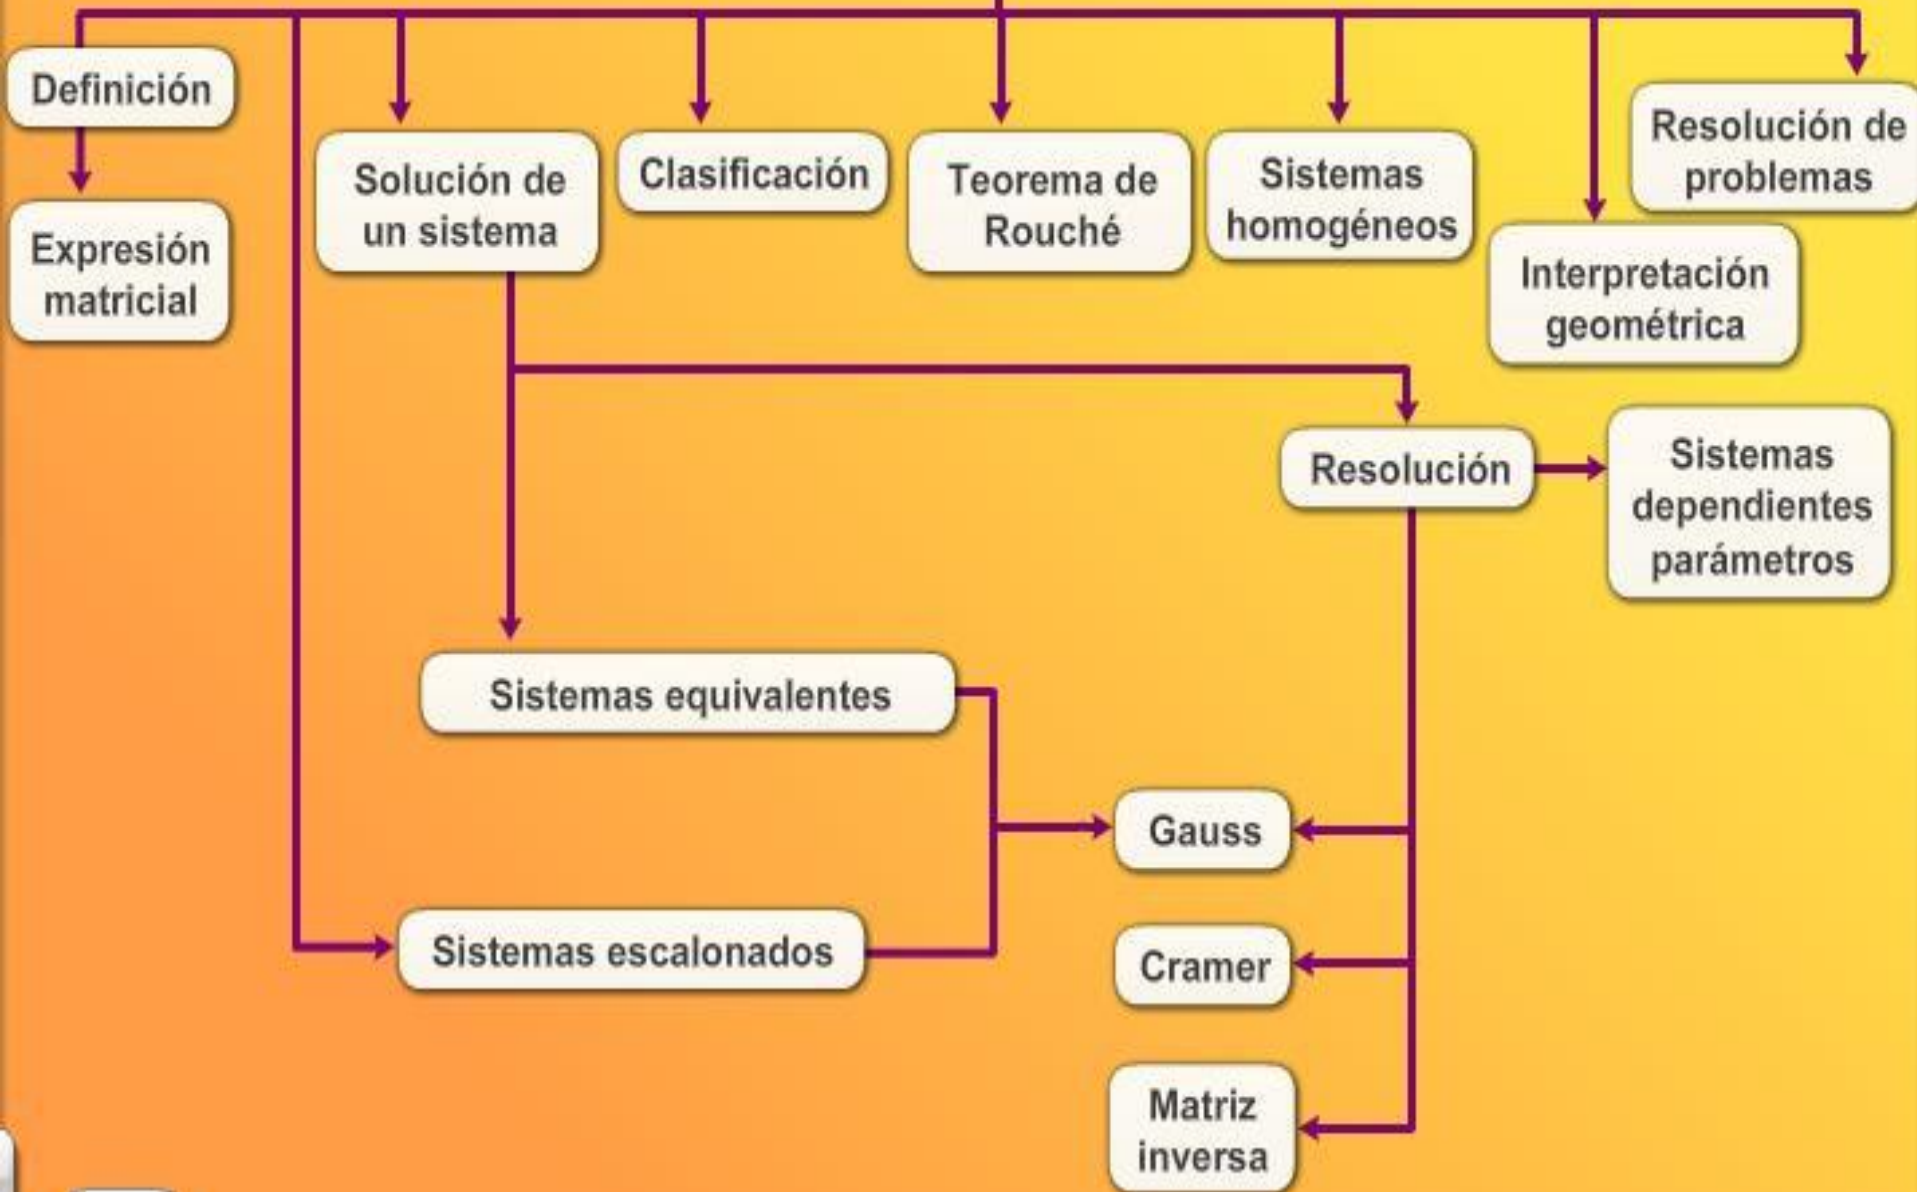 Definición
Expresión
matricial
Solución de
un sistema
Clasificación
Teorema de
Rouché
Sistemas
homogéneos
Interpretación
geométrica
Resolución de
problemas
Resolución
Sistemas
dependientes
parámetros
Sistemas equivalentes
Sistemas escalonados
Gauss
Cramer
Matriz
inversa